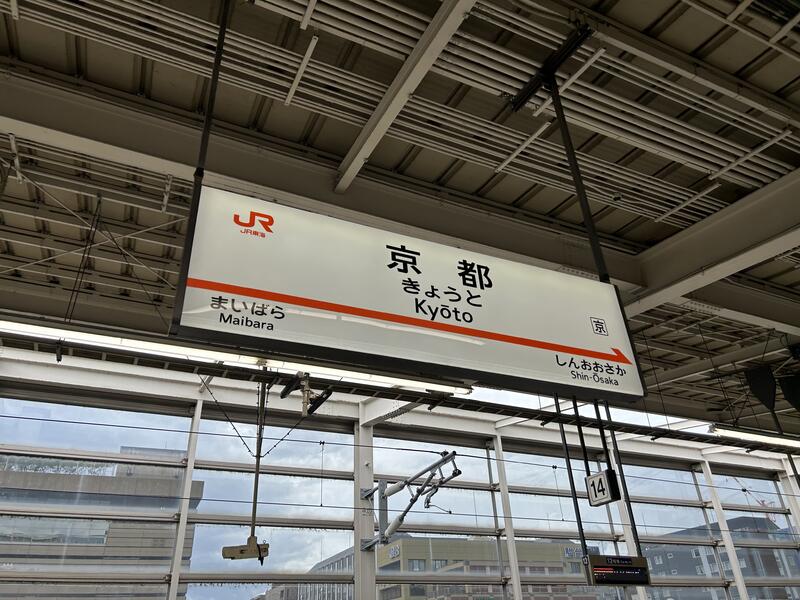 JR
JR東海
京都
きょうと
Kyōto
京
まいばら
Maibara
しんおおさか
Shin-Ōsaka
14